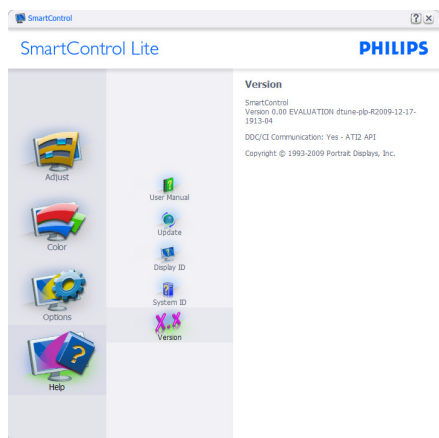 SmartControl
SmartControl Lite
PHILIPS
Adjust
Color
Options
Help
User Manual
Update
Display ID
System ID
X.X
Verson
Version
SmartControl
Version 0.00 EVALUATION dtune-plp-R2009-12-17-
1913-04
DDC/CI Communication: Yes - ATI2 API
Copyright © 1993-2009 Portrait Displays, Inc.